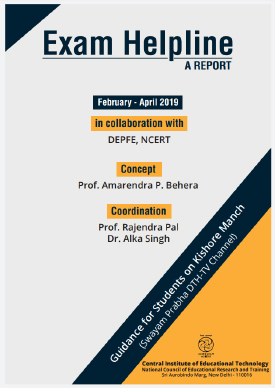 Exam Helpline
A REPORT
February - April 2019
in collaboration with
DEPFE, NCERT
Concept
Prof. Amarendra P. Behera
Coordination
Prof. Rajendra Pal
Dr. Alka Singh
Guidance for Students on Kishore Manch
(Swayam Prabha DTH-TV Channel)
Central Institute of Educational Technology
National Council of Educational Research and Training
Sri Aurobindo Marg, New Delhi - 110016